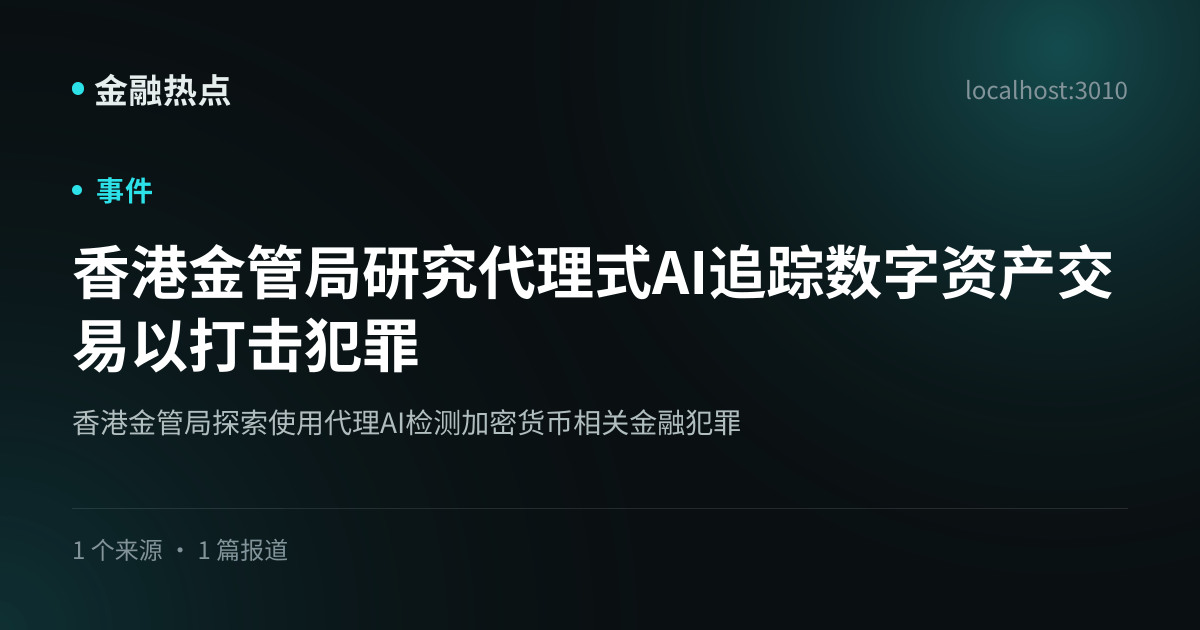 金融热点
localhost:3010
事件
香港金管局研究代理式AI追踪数字资产交
易以打击犯罪
香港金管局探索使用代理AI检测加密货币相关金融犯罪
1 个来源 · 1 篇报道